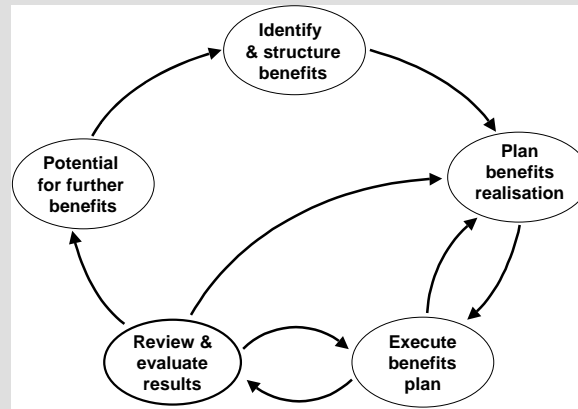 Identify
& structure
benefits
Plan
benefits
realisation
Execute
benefits
plan
Review &
evaluate
results
Potential
for further
benefits